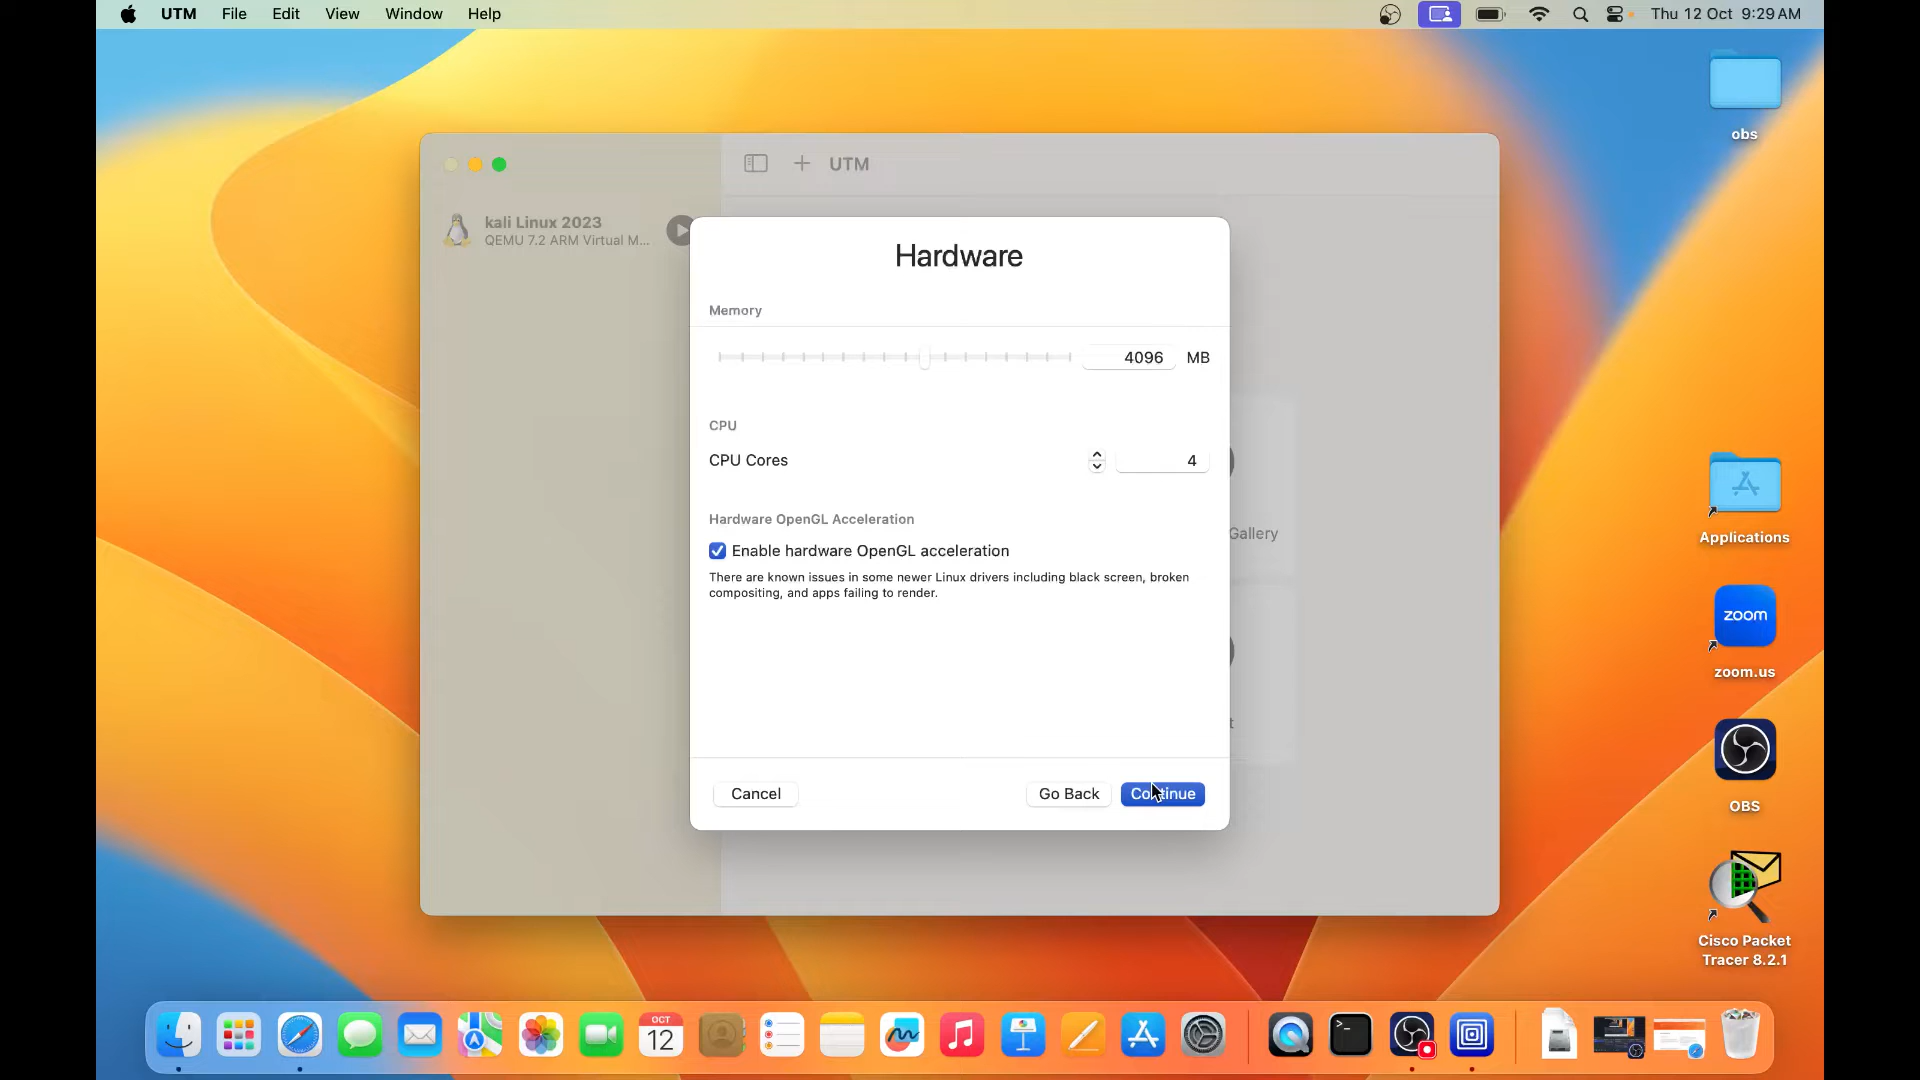 UTM File Edit View Window Help
Thu 12 Oct 9:29 AM
obs
UTM
kali Linux 2023
QEMU 7.2 ARM Virtual M...
Hardware
Memory
4096 MB
CPU
CPU Cores 4
Gallery
Hardware OpenGL Acceleration
Enable hardware OpenGL acceleration
There are known issues in some newer Linux drivers including black screen, broken
compositing, and apps failing to render.
Cancel Go Back Continue
Applications
zoom
zoom.us
OBS
Cisco Packet
Tracer 8.2.1
OCT
12